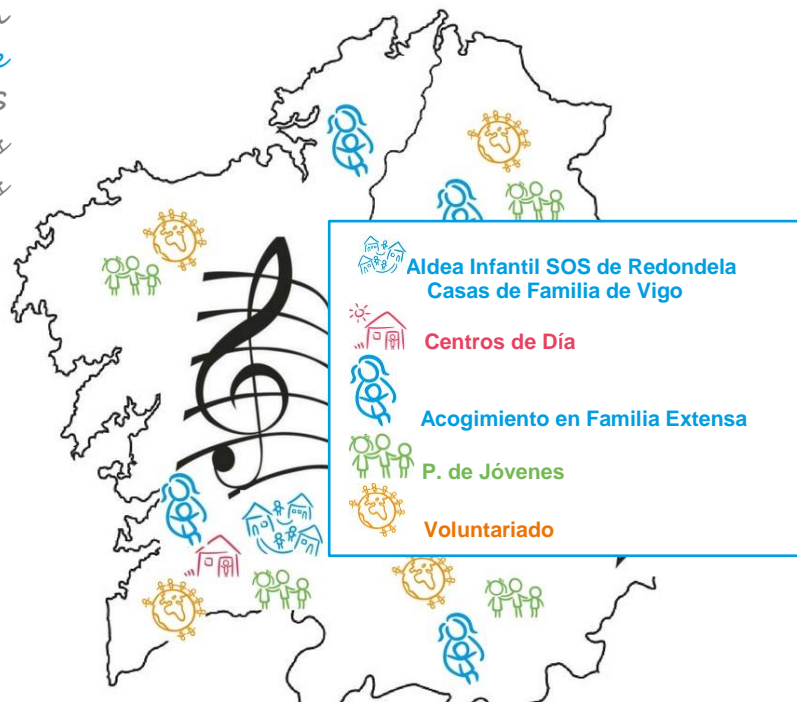 Aldea Infantil SOS de Redondela
Casas de Familia de Vigo
Centros de Día
Acogimiento en Familia Extensa
P. de Jóvenes
Voluntariado